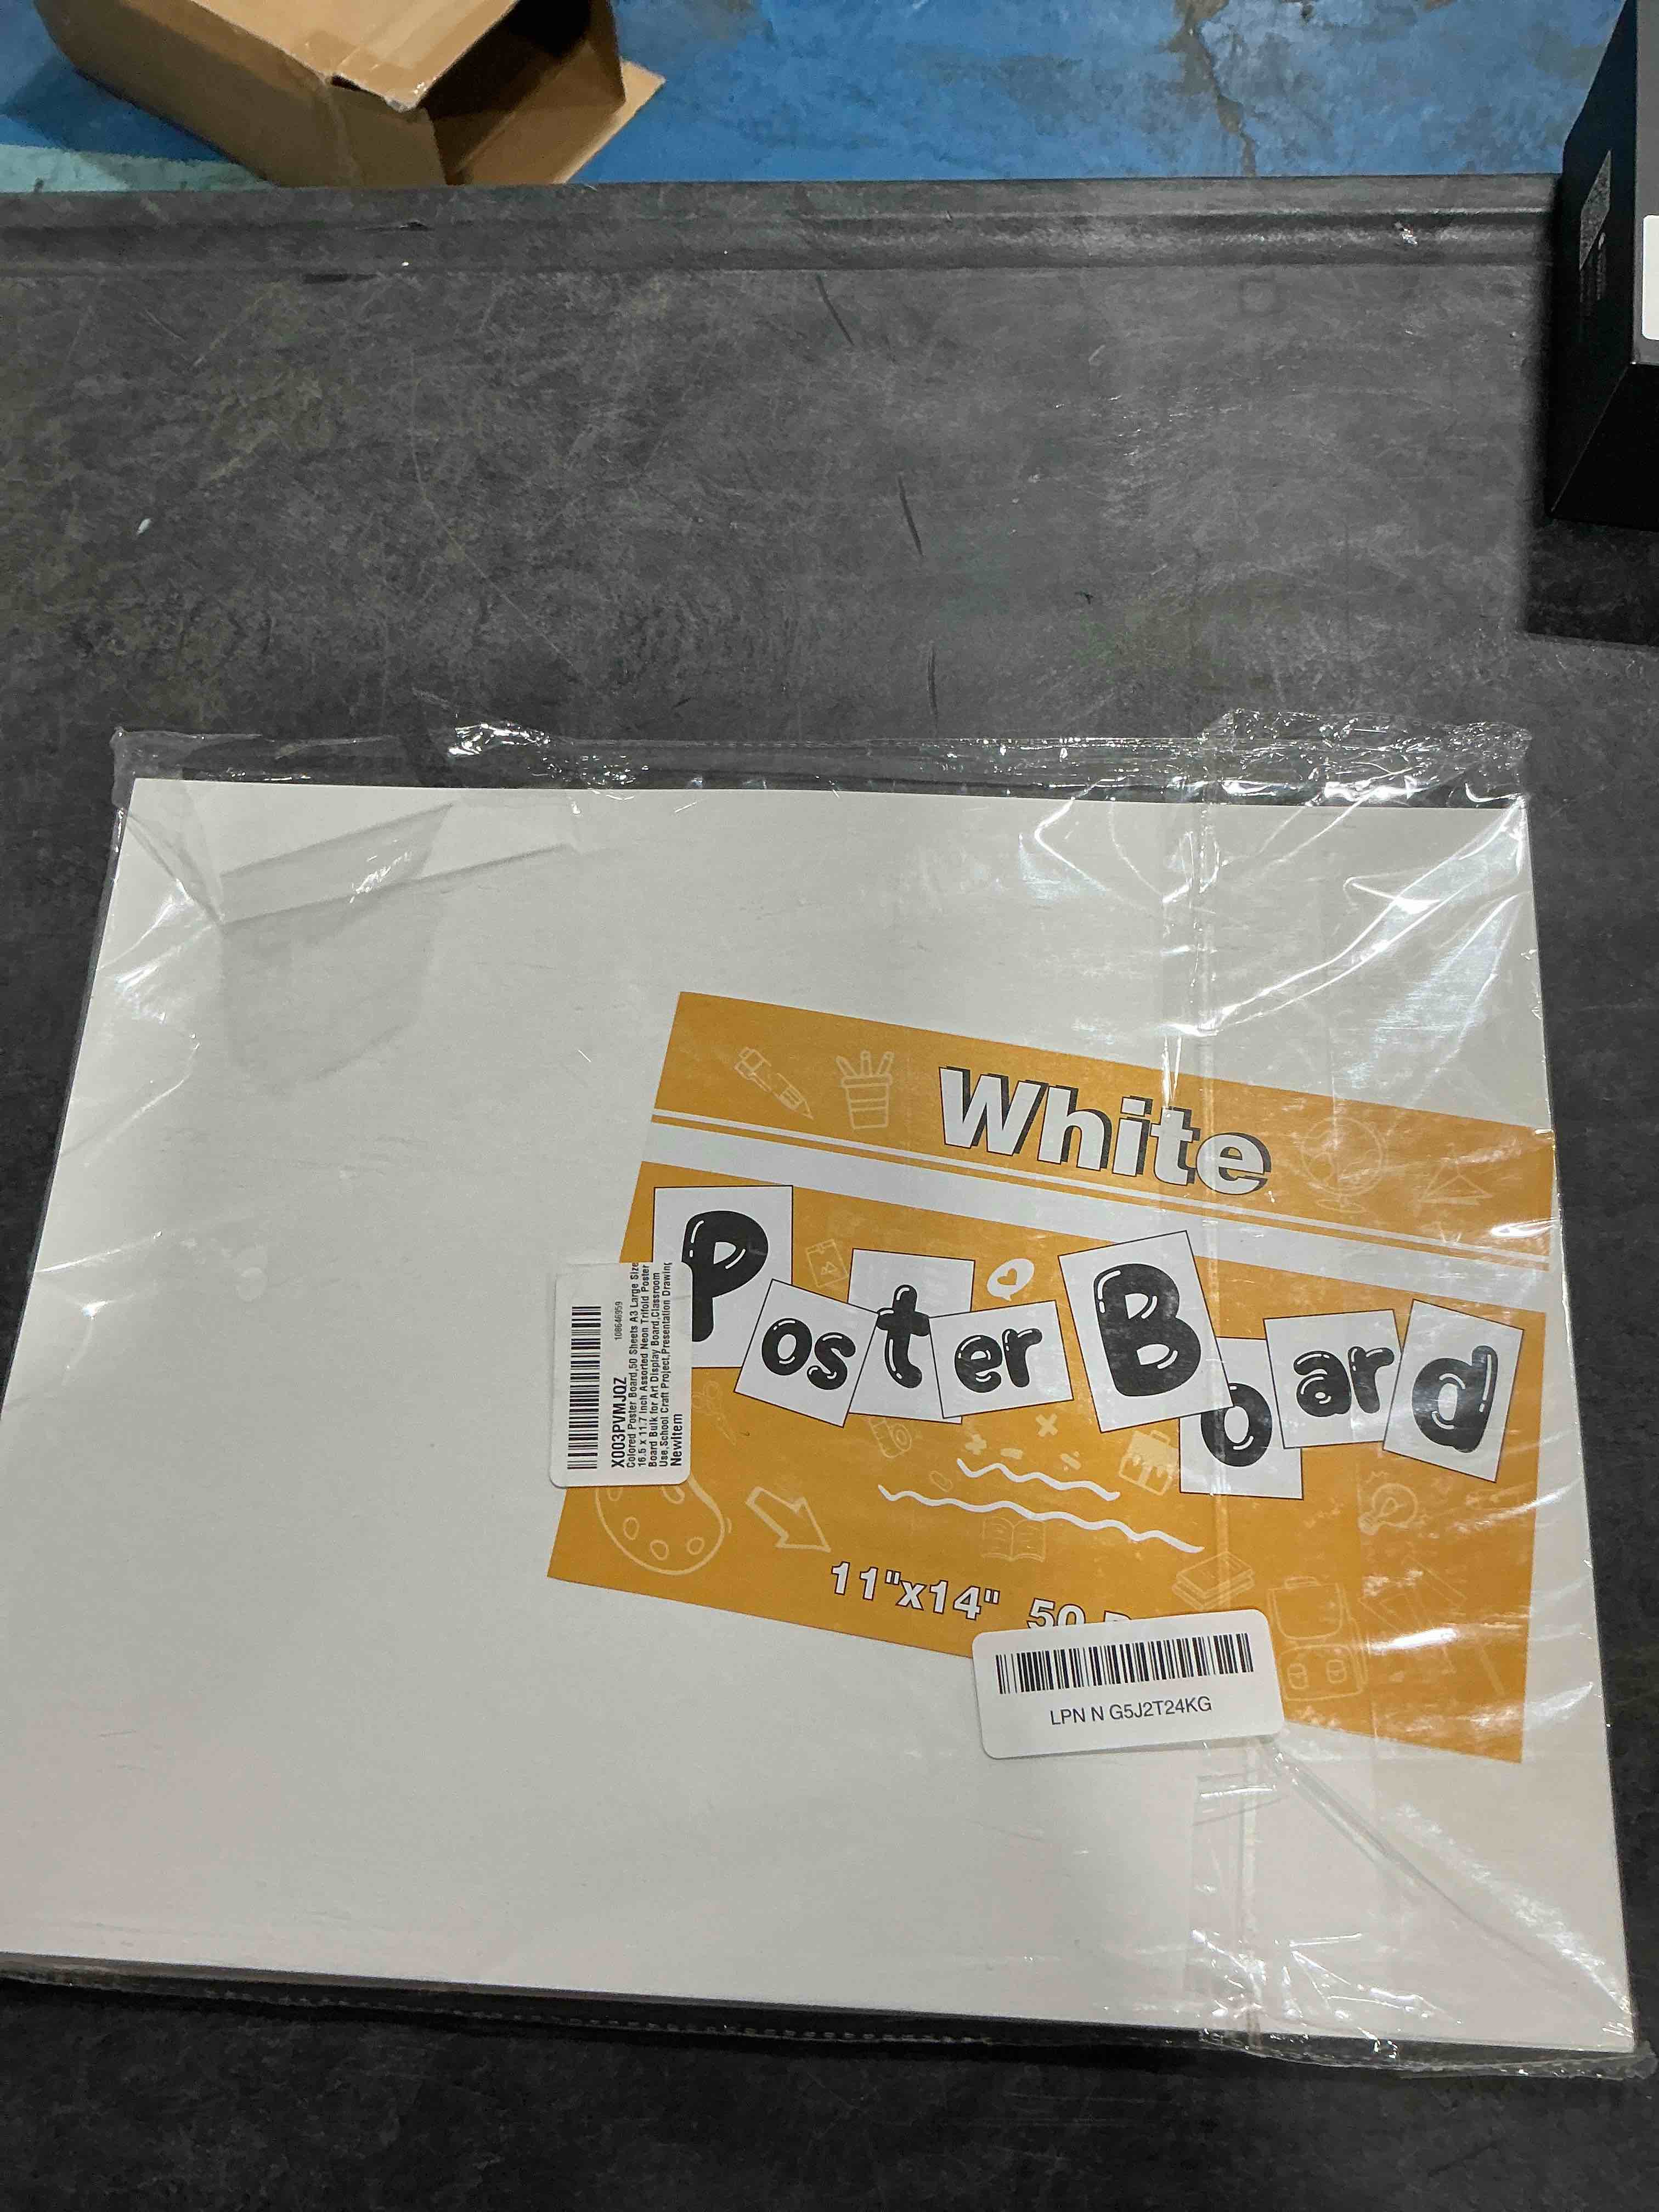 White
Poster Board
11"x14" 50
LPN N G5J2T24KG
108646959
X003PVMJQZ
Colored Poster Board,50 Sheets A3 Large Size
16.5 x 11.7 Inch Assorted Neon Trifold Poster
Board Bulk for Art Display Board,Classroom
Use,School Craft Project,Presentation Drawing
NewItem